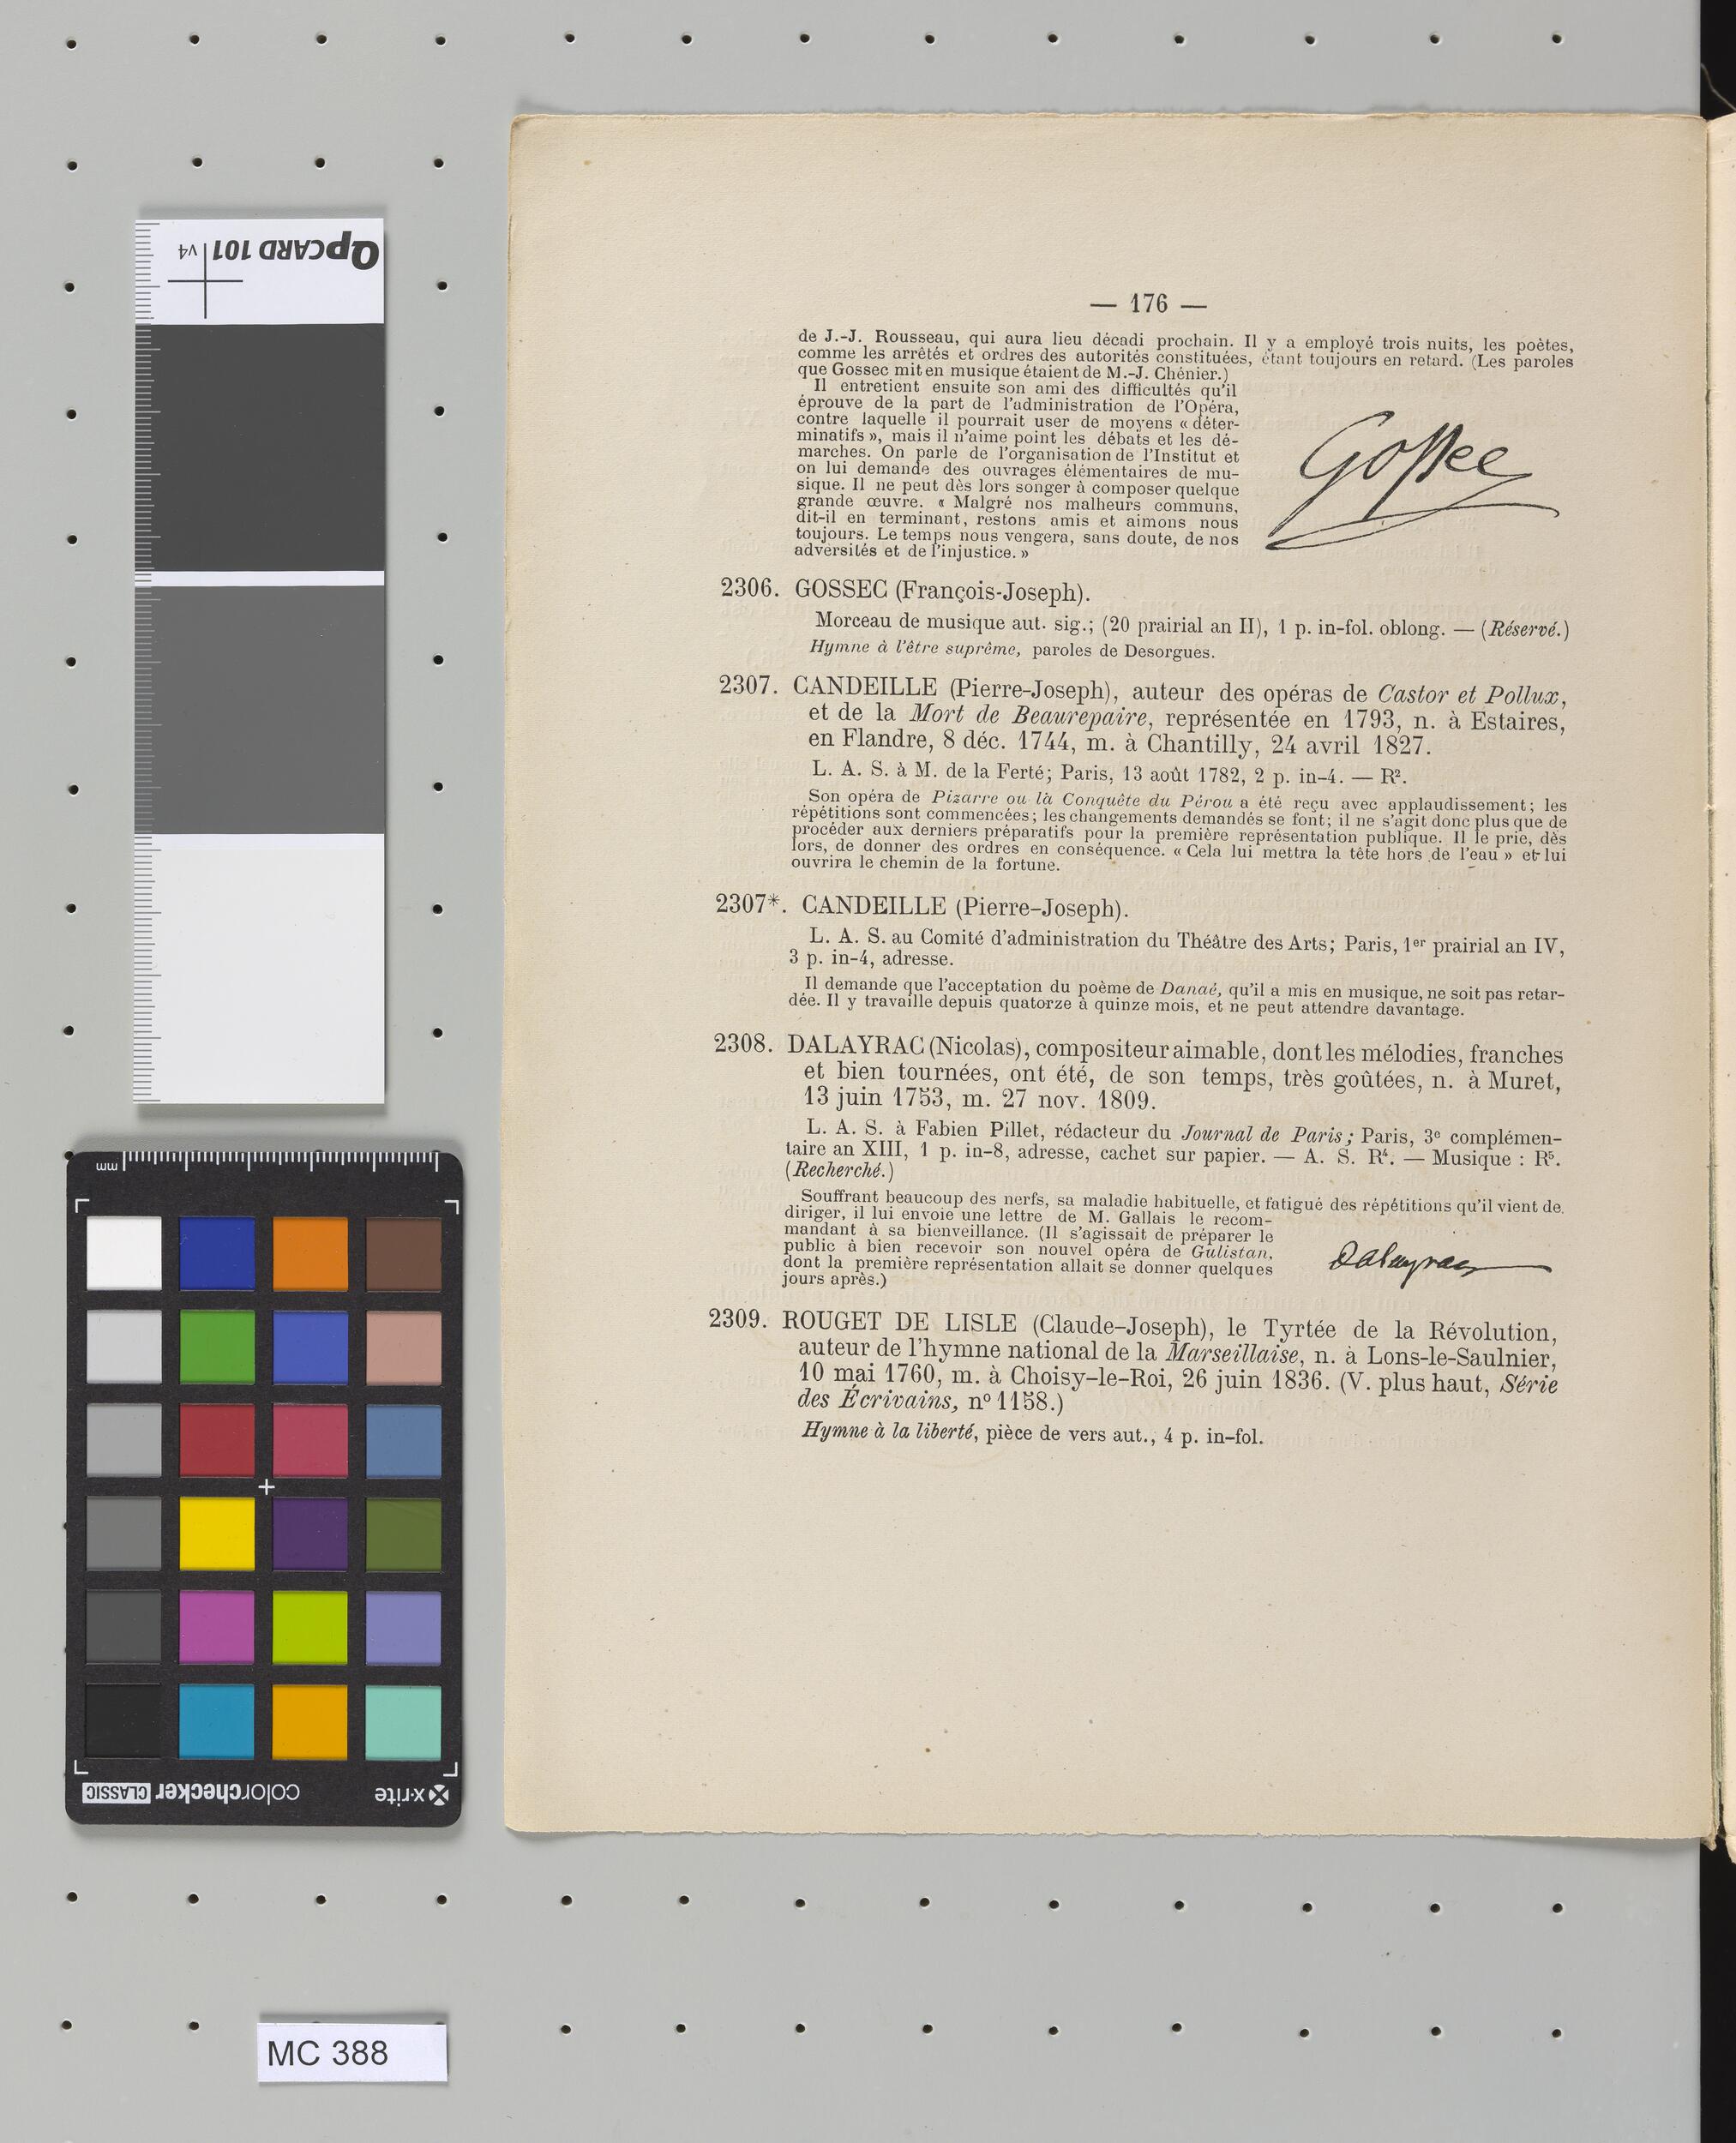 QPCARD 101 v4
— 176 —
de J.-J. Rousseau, qui aura lieu décadi prochain. Il y a employé trois nuits, les poètes,
comme les arrêtés et ordres des autorités constituées, étant toujours en retard. (Les paroles
que Gossec mit en musique étaient de M.-J. Chénier.)
Il entretient ensuite son ami des difficultés qu'il
éprouve de la part de l'administration de l'Opéra,
contre laquelle il pourrait user de moyens « déter-
minatifs », mais il n'aime point les débats et les dé-
marches. On parle de l'organisation de l'Institut et
on lui demande des ouvrages élémentaires de mu-
sique. Il ne peut dès lors songer à composer quelque
grande œuvre. « Malgré nos malheurs communs,
dit-il en terminant, restons amis et aimons nous
toujours. Le temps nous vengera, sans doute, de nos
adversités et de l'injustice. »
Gossec
2306. GOSSEC (François-Joseph).
Morceau de musique aut. sig.; (20 prairial an II), 1 p. in-fol. oblong. — (Réservé.)
Hymne à l'être suprême, paroles de Desorgues.
2307. CANDEILLE (Pierre-Joseph), auteur des opéras de Castor et Pollux,
et de la Mort de Beaurepaire, représentée en 1793, n. à Estaires,
en Flandre, 8 déc. 1744, m. à Chantilly, 24 avril 1827.
L. A. S. à M. de la Ferté; Paris, 13 août 1782, 2 p. in-4. — R².
Son opéra de Pizarre ou là Conquête du Pérou a été reçu avec applaudissement; les
répétitions sont commencées; les changements demandés se font; il ne s'agit donc plus que de
procéder aux derniers préparatifs pour la première représentation publique. Il le prie, dès
lors, de donner des ordres en conséquence. « Cela lui mettra la tête hors de l'eau » et lui
ouvrira le chemin de la fortune.
2307*. CANDEILLE (Pierre-Joseph).
L. A. S. au Comité d'administration du Théâtre des Arts; Paris, 1er prairial an IV,
3 p. in-4, adresse.
Il demande que l'acceptation du poème de Danaé, qu'il a mis en musique, ne soit pas retar-
dée. Il y travaille depuis quatorze à quinze mois, et ne peut attendre davantage.
2308. DALAYRAC (Nicolas), compositeur aimable, dont les mélodies, franches
et bien tournées, ont été, de son temps, très goûtées, n. à Muret,
13 juin 1753, m. 27 nov. 1809.
L. A. S. à Fabien Pillet, rédacteur du Journal de Paris; Paris, 3e complémen-
taire an XIII, 1 p. in-8, adresse, cachet sur papier. — A. S. R⁴. — Musique : R⁵.
(Recherché.)
Souffrant beaucoup des nerfs, sa maladie habituelle, et fatigué des répétitions qu'il vient de
diriger, il lui envoie une lettre de M. Gallais le recom-
mandant à sa bienveillance. (Il s'agissait de préparer le
public à bien recevoir son nouvel opéra de Gulistan,
dont la première représentation allait se donner quelques
jours après.)
Dalayrac
2309. ROUGET DE LISLE (Claude-Joseph), le Tyrtée de la Révolution,
auteur de l'hymne national de la Marseillaise, n. à Lons-le-Saulnier,
10 mai 1760, m. à Choisy-le-Roi, 26 juin 1836. (V. plus haut, Série
des Écrivains, nº 1158.)
Hymne à la liberté, pièce de vers aut., 4 p. in-fol.
mm
x-rite colorchecker CLASSIC
MC 388